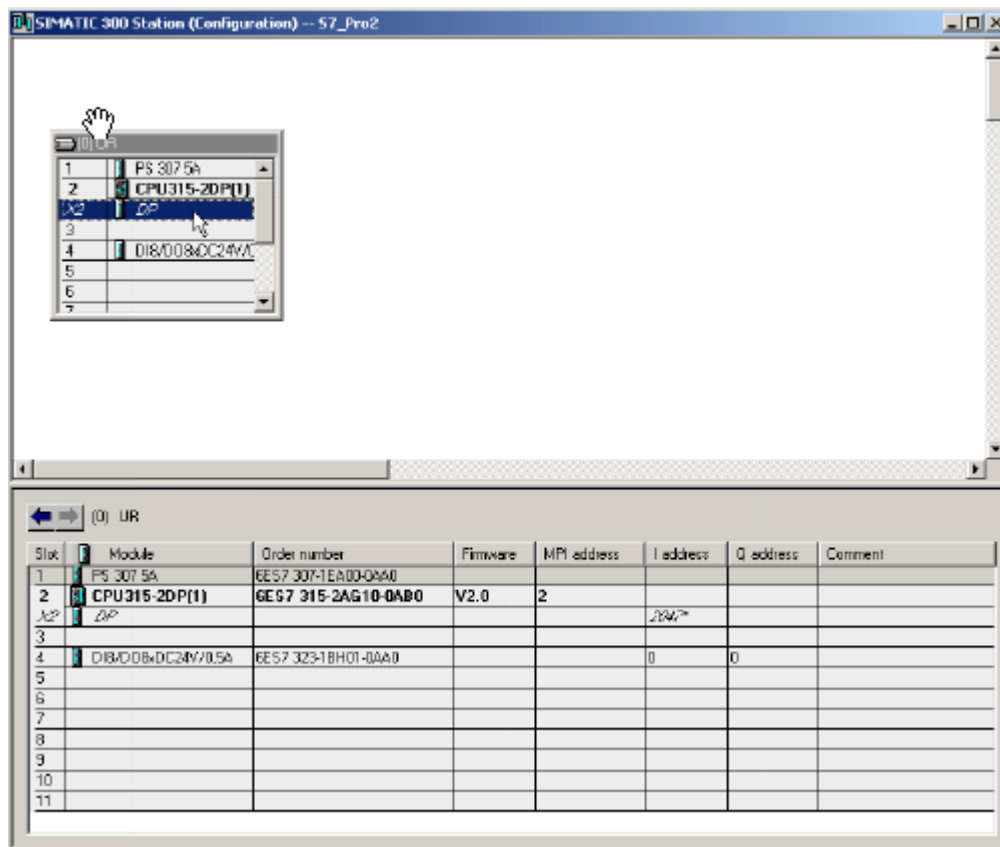 SIMATIC 300 Station (Configuration) -- S7_Pro2
(0) UR
1 PS 307 5A
2 CPU315-2DP(1)
X2 DP
3
4 DI8/DO8xDC24V/0
5
6
7
(0) UR
Slot Module Order number Firmware MPI address I address Q address Comment
1 PS 307 5A 6ES7 307-1EA00-0AA0
2 CPU315-2DP(1) 6ES7 315-2AG10-0AB0 V2.0 2
X2 DP 2047*
3
4 DI8/DO8xDC24V/0.5A 6ES7 323-1BH01-0AA0 0 0
5
6
7
8
9
10
11